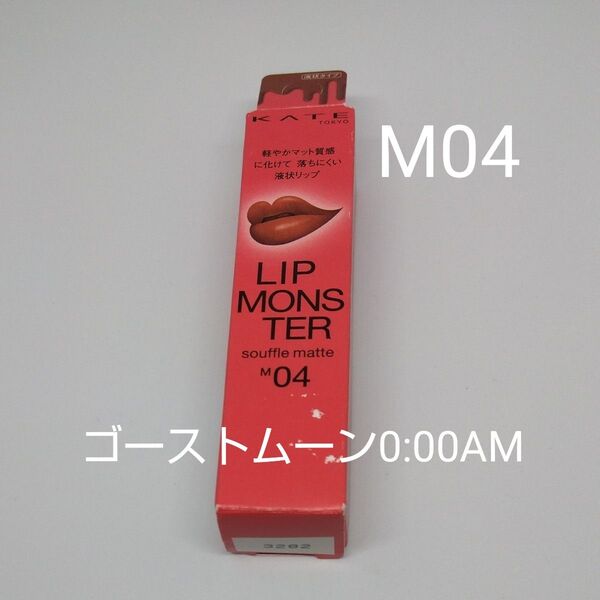 液状タイプ
KATE
TOKYO
M04
軽やかマット質感
に化けて 落ちにくい
液状リップ
LIP
MONS
TER
souffle matte
M04
ゴーストムーン0:00AM
3282